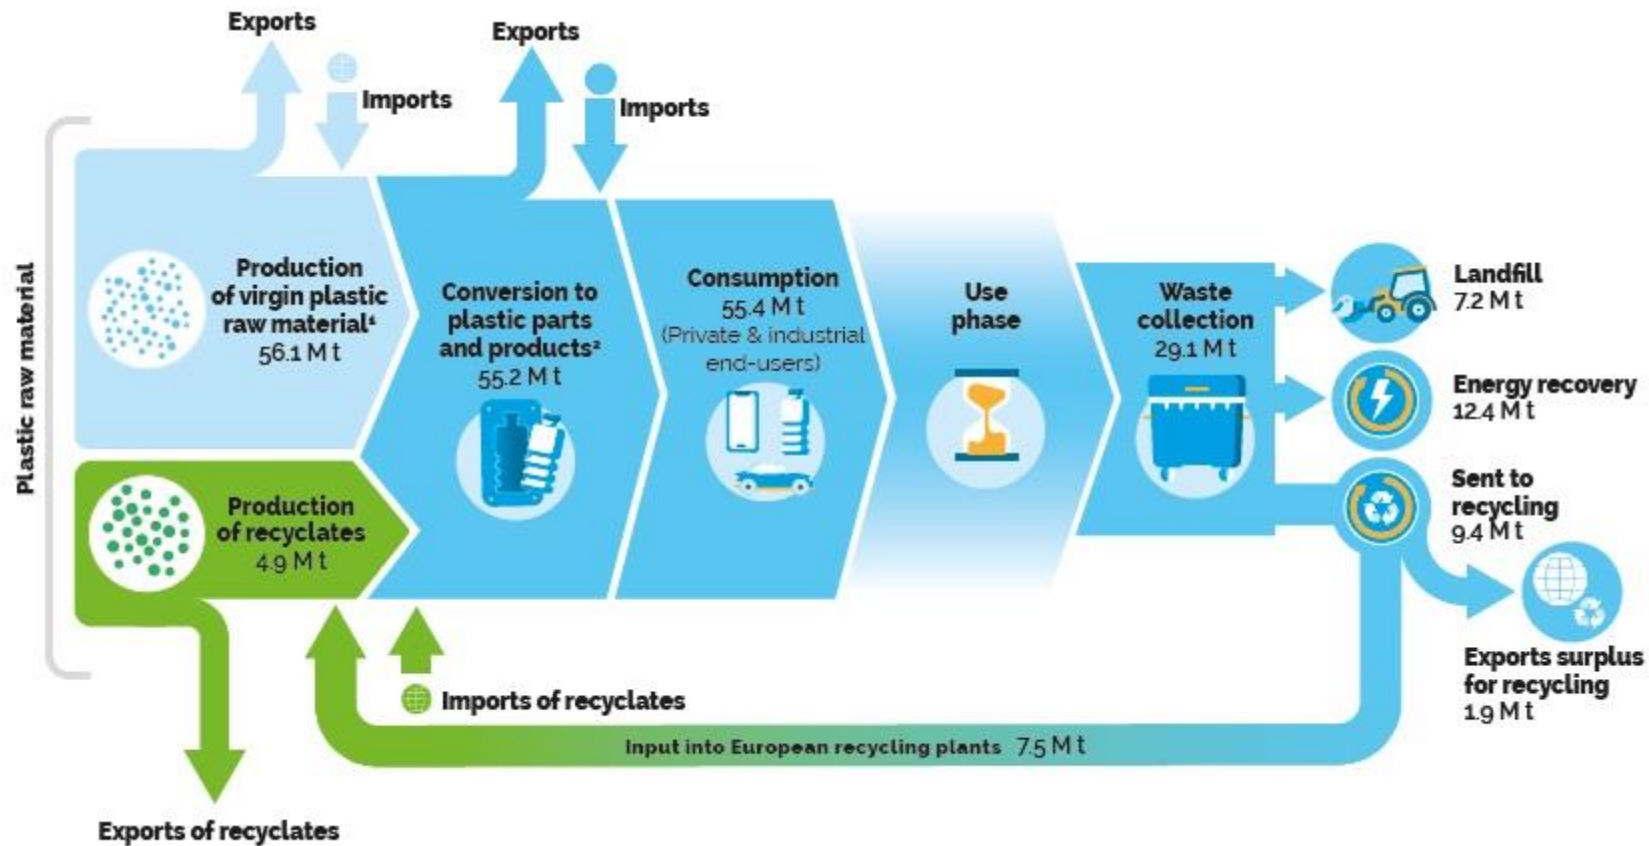 Exports
Imports
Exports
Imports
Plastic raw material
Production
of virgin plastic
raw material¹
56.1 M t
Conversion to
plastic parts
and products²
55.2 M t
Consumption
55.4 M t
(Private & industrial
end-users)
Use
phase
Waste
collection
29.1 M t
Landfill
7.2 M t
Energy recovery
12.4 M t
Sent to
recycling
9.4 M t
Exports surplus
for recycling
1.9 M t
Production
of recyclates
4.9 M t
Imports of recyclates
Input into European recycling plants 7.5 M t
Exports of recyclates